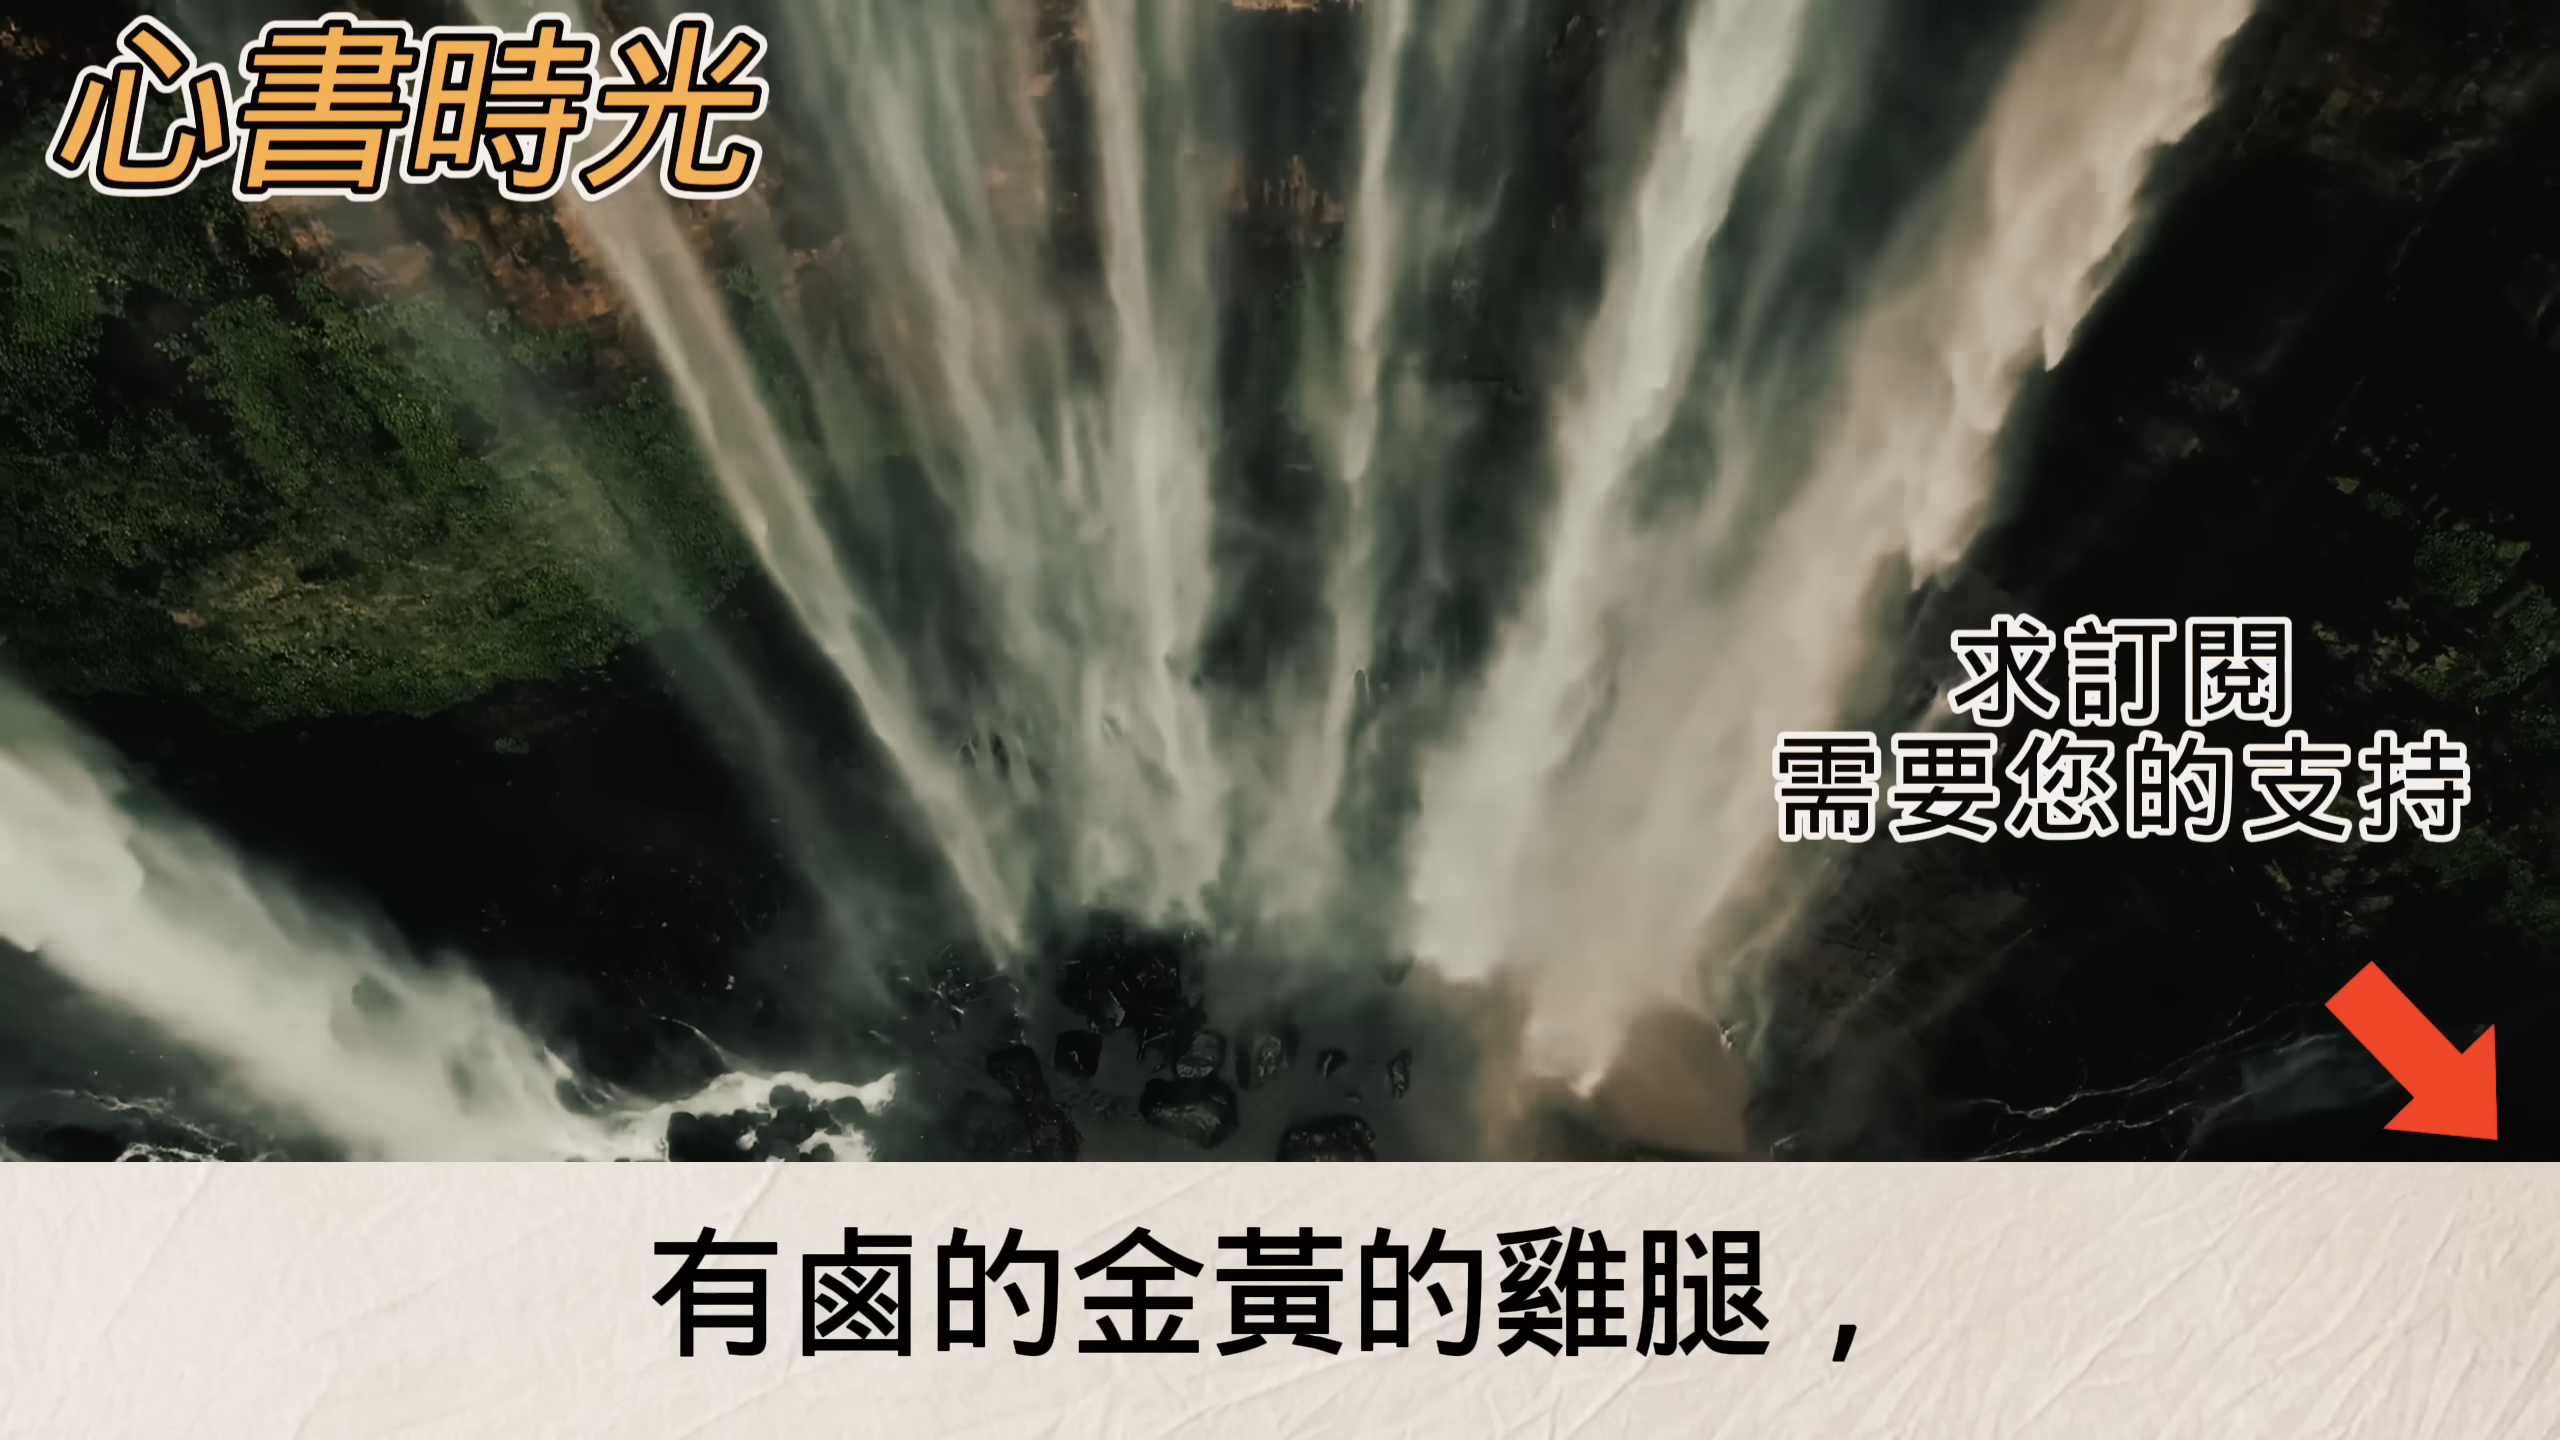 心書時光
求訂閱
需要您的支持
有鹵的金黃的雞腿，